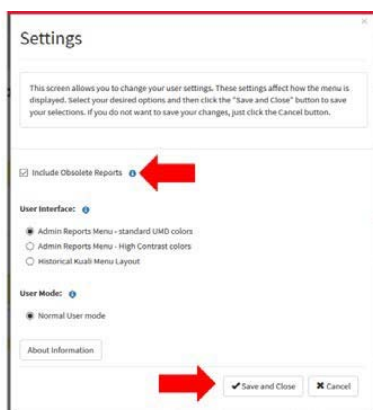 Settings
This screen allows you to change your user settings. These settings affect how the menu is
displayed. Select your desired options and then click the "Save and Close" button to save
your selections. If you do not want to save your changes, just click the Cancel button.
Include Obsolete Reports
User Interface:
Admin Reports Menu - standard UMD colors
Admin Reports Menu - High Contrast colors
Historical Kuali Menu Layout
User Mode:
Normal User mode
About Information
Save and Close Cancel